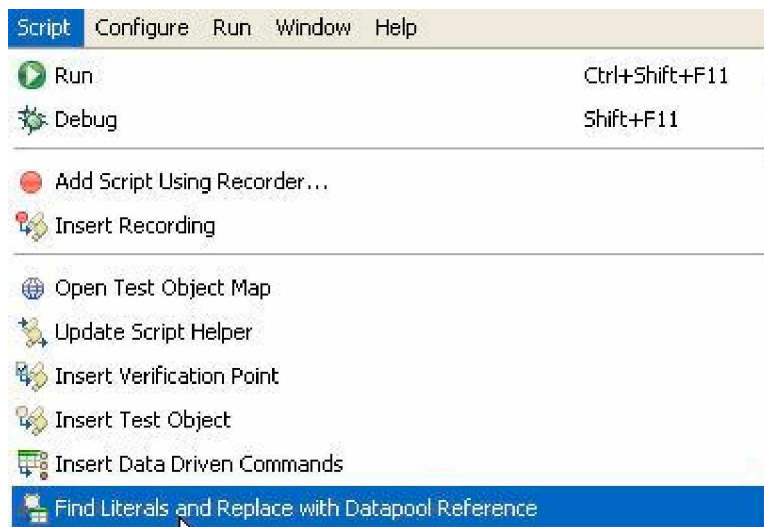 Script Configure Run Window Help
Run Ctrl+Shift+F11
Debug Shift+F11
Add Script Using Recorder...
Insert Recording
Open Test Object Map
Update Script Helper
Insert Verification Point
Insert Test Object
Insert Data Driven Commands
Find Literals and Replace with Datapool Reference